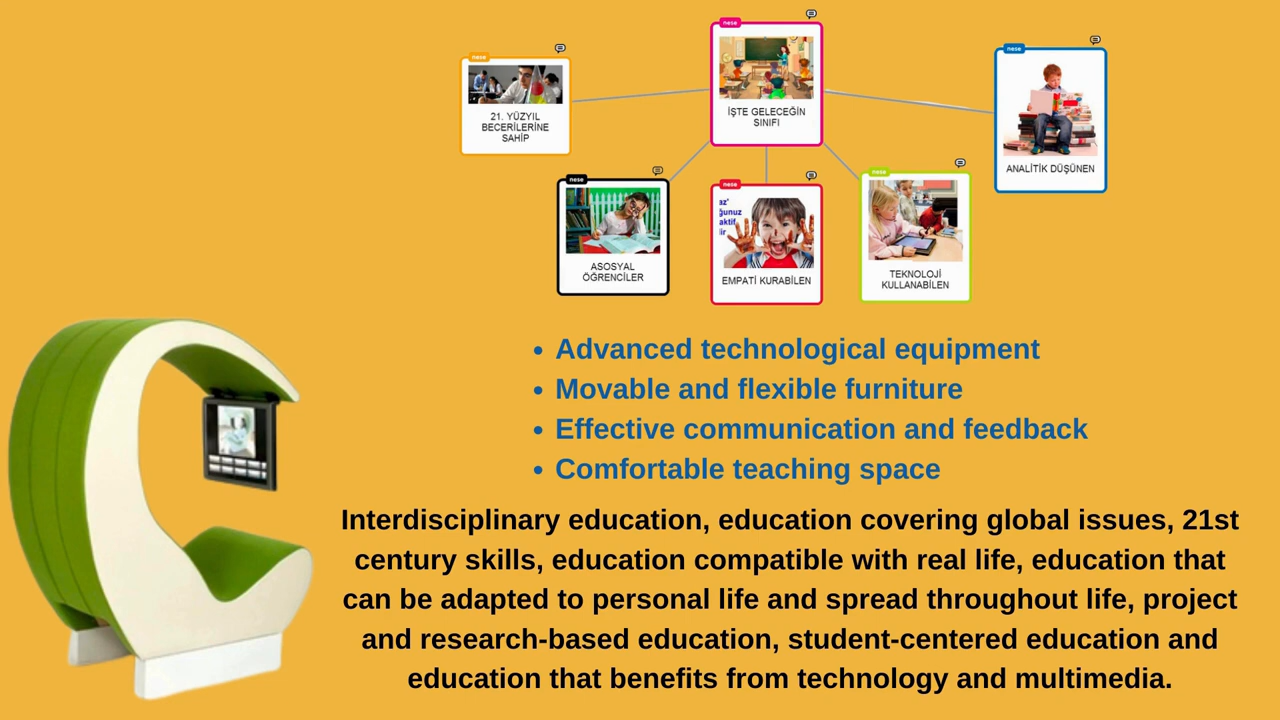 nese
İŞTE GELECEĞİN
SINIFI
nese
21. YÜZYIL
BECERİLERİNE
SAHİP
nese
ANALİTİK DÜŞÜNEN
nese
ASOSYAL
ÖĞRENCİLER
nese
az'
ğunuz
aktif
lir
EMPATİ KURABİLEN
nese
TEKNOLOJİ
KULLANABİLEN
• Advanced technological equipment
• Movable and flexible furniture
• Effective communication and feedback
• Comfortable teaching space
Interdisciplinary education, education covering global issues, 21st
century skills, education compatible with real life, education that
can be adapted to personal life and spread throughout life, project
and research-based education, student-centered education and
education that benefits from technology and multimedia.